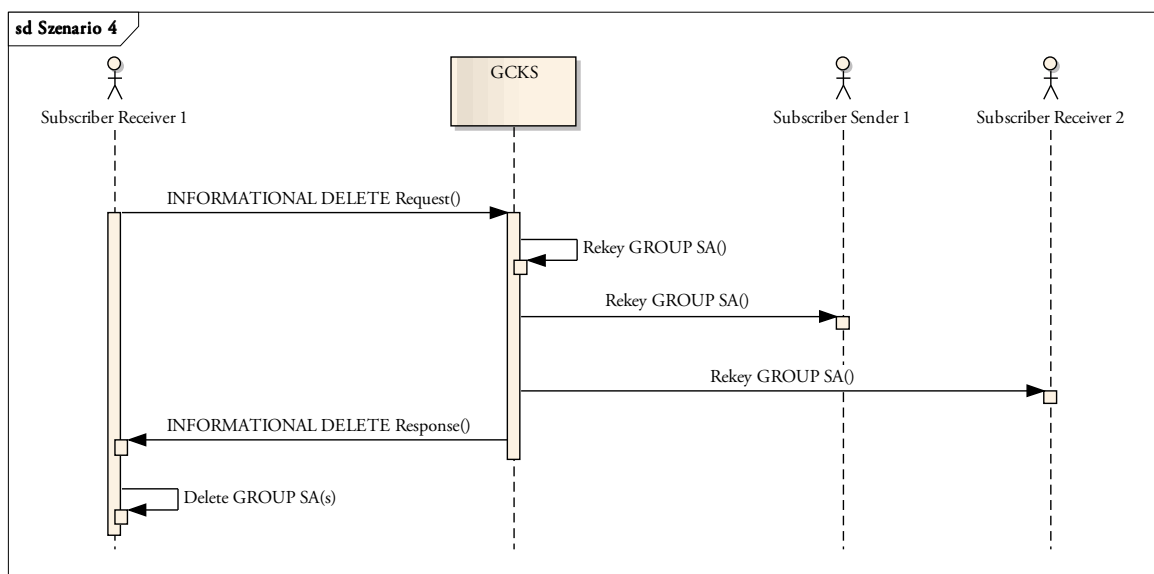 sd Szenario 4
GCKS
Subscriber Receiver 1
Subscriber Sender 1
Subscriber Receiver 2
INFORMATIONAL DELETE Request()
Rekey GROUP SA()
Rekey GROUP SA()
Rekey GROUP SA()
INFORMATIONAL DELETE Response()
Delete GROUP SA(s)